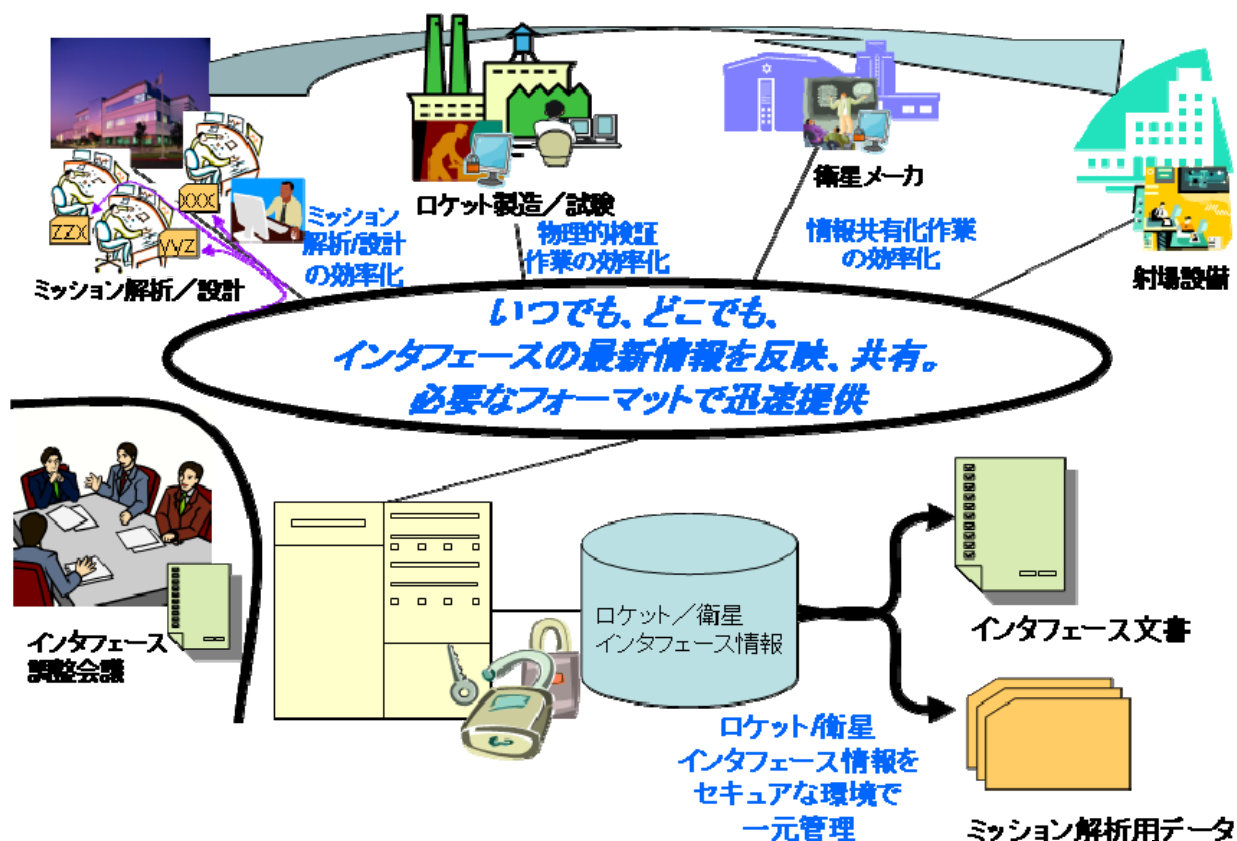 ミッション解析/設計
ZZX
XXX
VVZ
ミッション
解析/設計
の効率化
ロケット製造/試験
物理的検証
作業の効率化
衛星メーカ
情報共有化作業
の効率化
射場設備
いつでも、どこでも、
インタフェースの最新情報を反映、共有。
必要なフォーマットで迅速提供
インタフェース
調整会議
ロケット/衛星
インタフェース情報
ロケット/衛星
インタフェース情報を
セキュアな環境で
一元管理
インタフェース文書
ミッション解析用データ